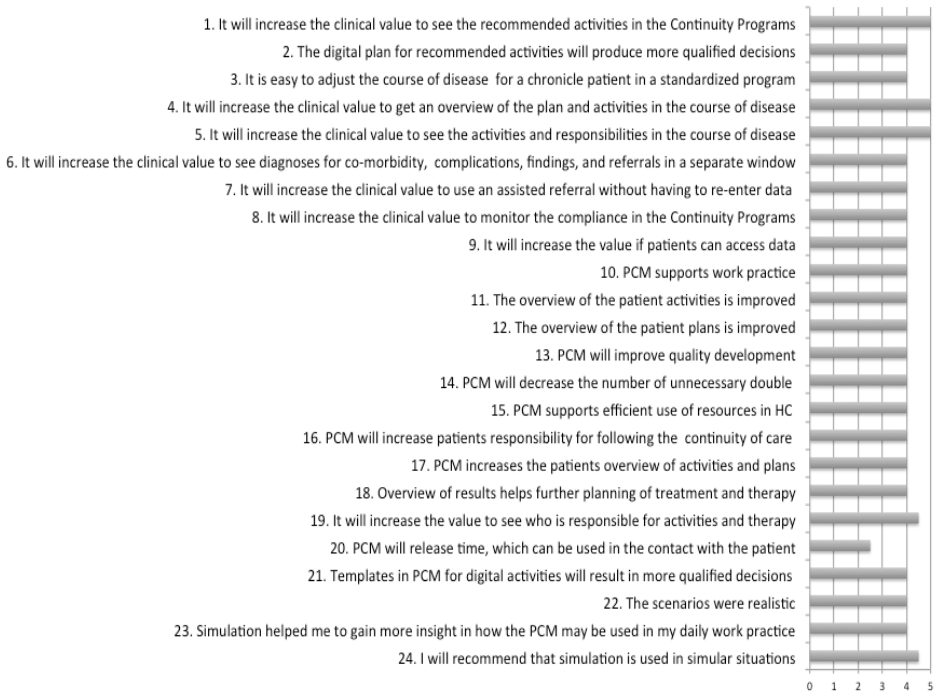 1. It will increase the clinical value to see the recommended activities in the Continuity Programs
2. The digital plan for recommended activities will produce more qualified decisions
3. It is easy to adjust the course of disease for a chronicle patient in a standardized program
4. It will increase the clinical value to get an overview of the plan and activities in the course of disease
5. It will increase the clinical value to see the activities and responsibilities in the course of disease
6. It will increase the clinical value to see diagnoses for co-morbidity, complications, findings, and referrals in a separate window
7. It will increase the clinical value to use an assisted referral without having to re-enter data
8. It will increase the clinical value to monitor the compliance in the Continuity Programs
9. It will increase the value if patients can access data
10. PCM supports work practice
11. The overview of the patient activities is improved
12. The overview of the patient plans is improved
13. PCM will improve quality development
14. PCM will decrease the number of unnecessary double
15. PCM supports efficient use of resources in HC
16. PCM will increase patients responsibility for following the continuity of care
17. PCM increases the patients overview of activities and plans
18. Overview of results helps further planning of treatment and therapy
19. It will increase the value to see who is responsible for activities and therapy
20. PCM will release time, which can be used in the contact with the patient
21. Templates in PCM for digital activities will result in more qualified decisions
22. The scenarios were realistic
23. Simulation helped me to gain more insight in how the PCM may be used in my daily work practice
24. I will recommend that simulation is used in simular situations
0 1 2 3 4 5